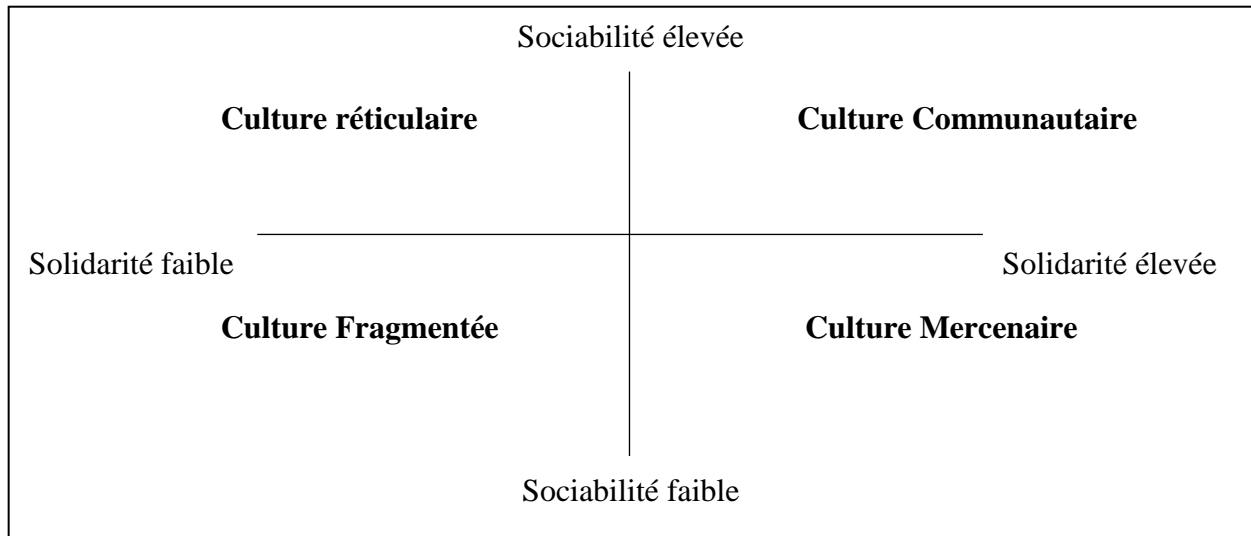 Sociabilité élevée
Culture réticulaire
Culture Communautaire
Solidarité faible
Solidarité élevée
Culture Fragmentée
Culture Mercenaire
Sociabilité faible